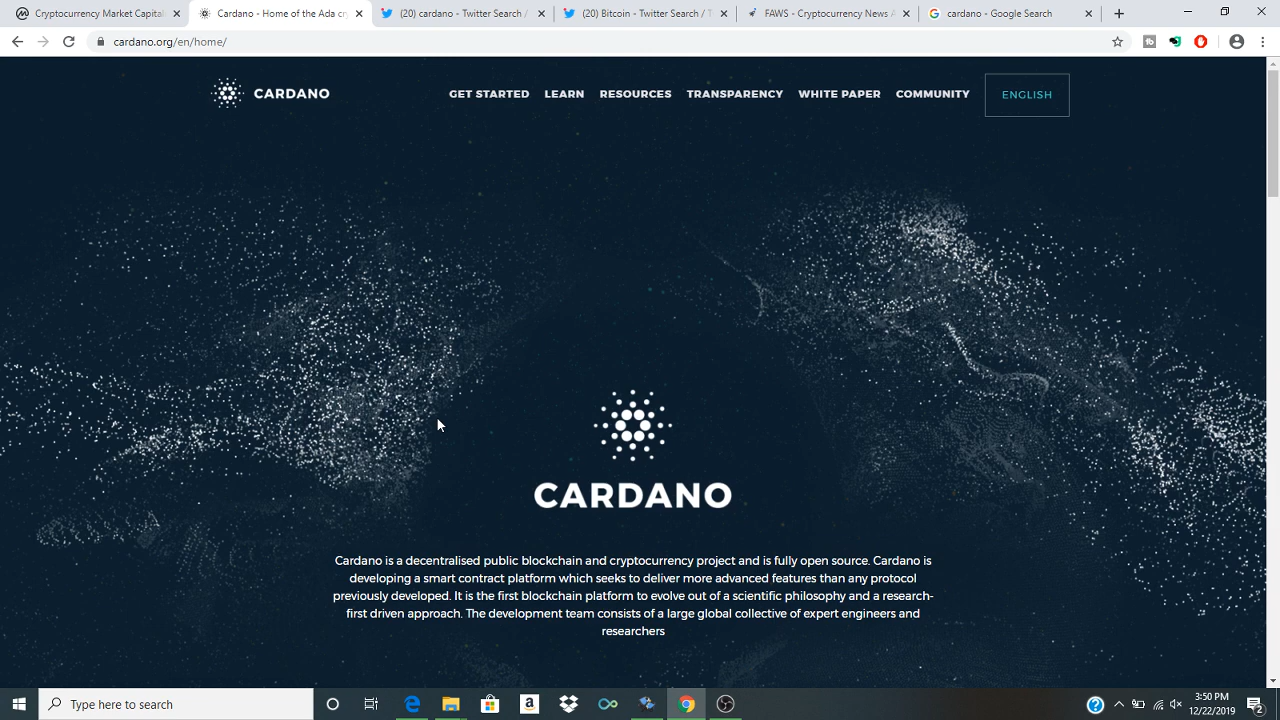 Cryptocurrency Market Capitali
Cardano - Home of the Ada cr
(20) cardano - Twitter Search /
(20) Bitcoin - Twitter Search / T
FAWS - Cryptocurrency News A
cardano - Google Search
cardano.org/en/home/
CARDANO
GET STARTED
LEARN
RESOURCES
TRANSPARENCY
WHITE PAPER
COMMUNITY
ENGLISH
CARDANO
Cardano is a decentralised public blockchain and cryptocurrency project and is fully open source. Cardano is
developing a smart contract platform which seeks to deliver more advanced features than any protocol
previously developed. It is the first blockchain platform to evolve out of a scientific philosophy and a research-
first driven approach. The development team consists of a large global collective of expert engineers and
researchers
Type here to search
3:50 PM
12/22/2019
2